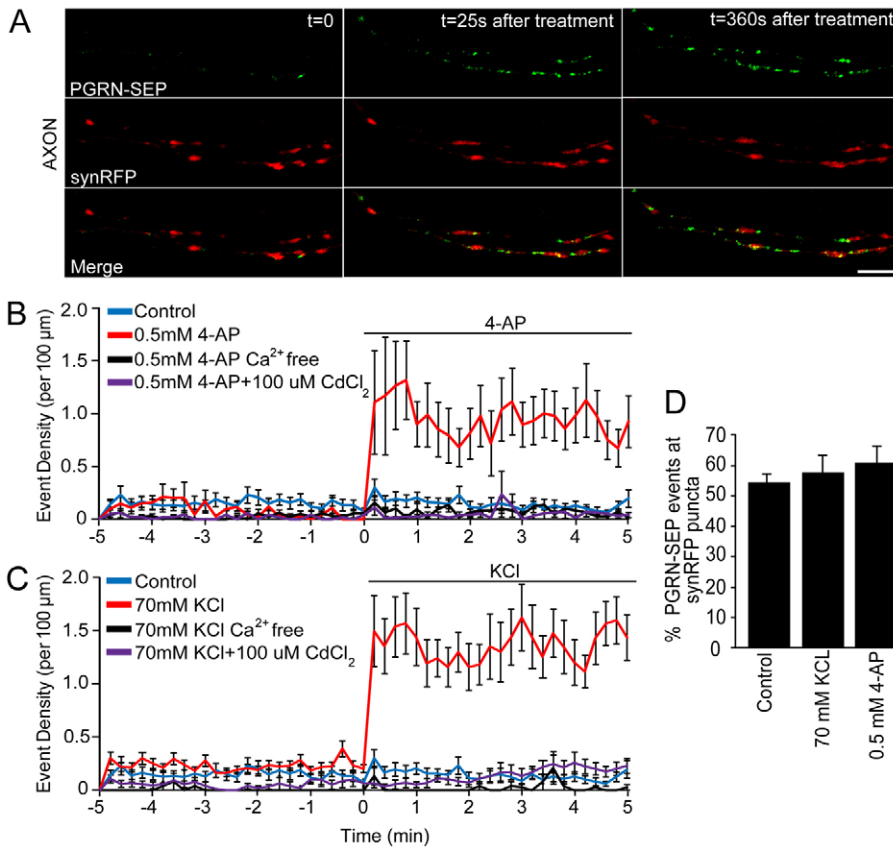 A
t=0
t=25s after treatment
t=360s after treatment
PGRN-SEP
AXON
synRFP
Merge
B
Event Density (per 100 µm)
2.0
1.5
1.0
0.5
0
Control
0.5mM 4-AP
0.5mM 4-AP Ca²⁺ free
0.5mM 4-AP+100 uM CdCl₂
4-AP
-5 -4 -3 -2 -1 0 1 2 3 4 5
C
Event Density (per 100 µm)
2.0
1.5
1.0
0.5
0
Control
70mM KCl
70mM KCl Ca²⁺ free
70mM KCl+100 uM CdCl₂
KCl
-5 -4 -3 -2 -1 0 1 2 3 4 5
Time (min)
D
% PGRN-SEP events at
synRFP puncta
70
60
50
40
30
20
10
0
Control
70 mM KCL
0.5 mM 4-AP